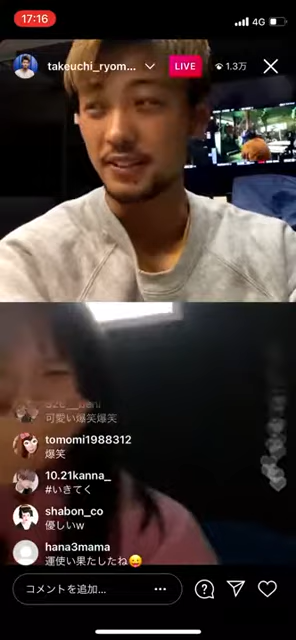 17:16
4G
takeuchi_ryom...
LIVE
1.3万
可愛い爆笑爆笑
tomomi1988312
爆笑
10.21kanna_
#いきてく
shabon_co
優しいw
hana3mama
運使い果たしたね😆
コメントを追加...